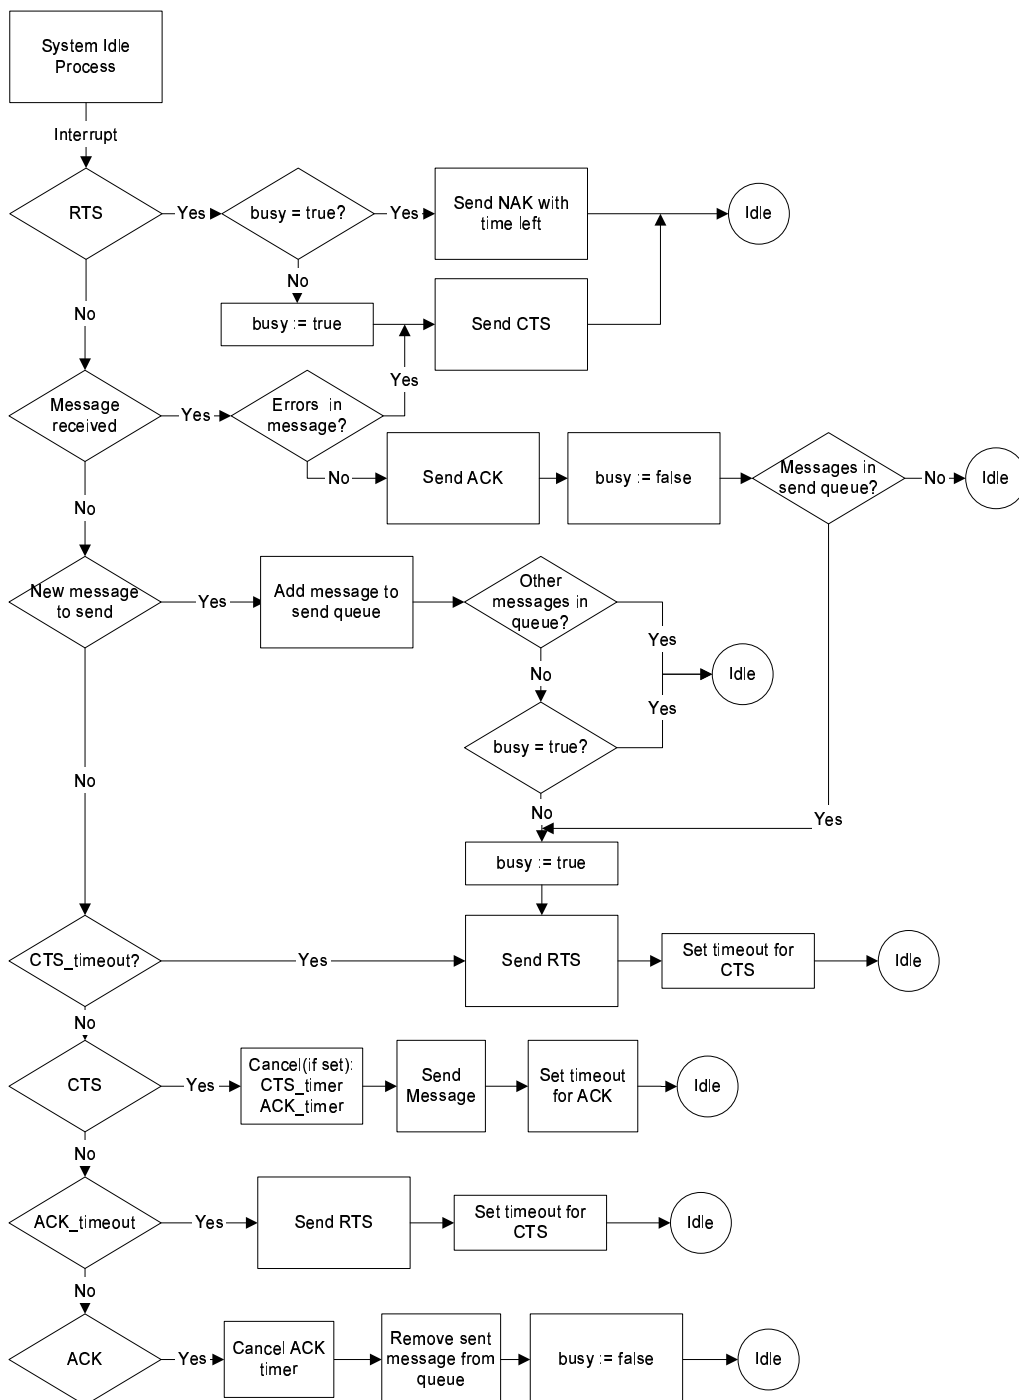 System Idle
Process
Interrupt
RTS
Yes
busy = true?
Yes
Send NAK with
time left
Idle
No
No
busy := true
Send CTS
Yes
Message
received
Yes
Errors in
message?
No
Send ACK
busy := false
Messages in
send queue?
No
Idle
No
New message
to send
Yes
Add message to
send queue
Other
messages in
queue?
Yes
No
Idle
Yes
busy = true?
No
No
Yes
busy := true
CTS_timeout?
Yes
Send RTS
Set timeout for
CTS
Idle
No
CTS
Yes
Cancel(if set):
CTS_timer
ACK_timer
Send
Message
Set timeout
for ACK
Idle
No
ACK_timeout
Yes
Send RTS
Set timeout for
CTS
Idle
No
ACK
Yes
Cancel ACK
timer
Remove sent
message from
queue
busy := false
Idle